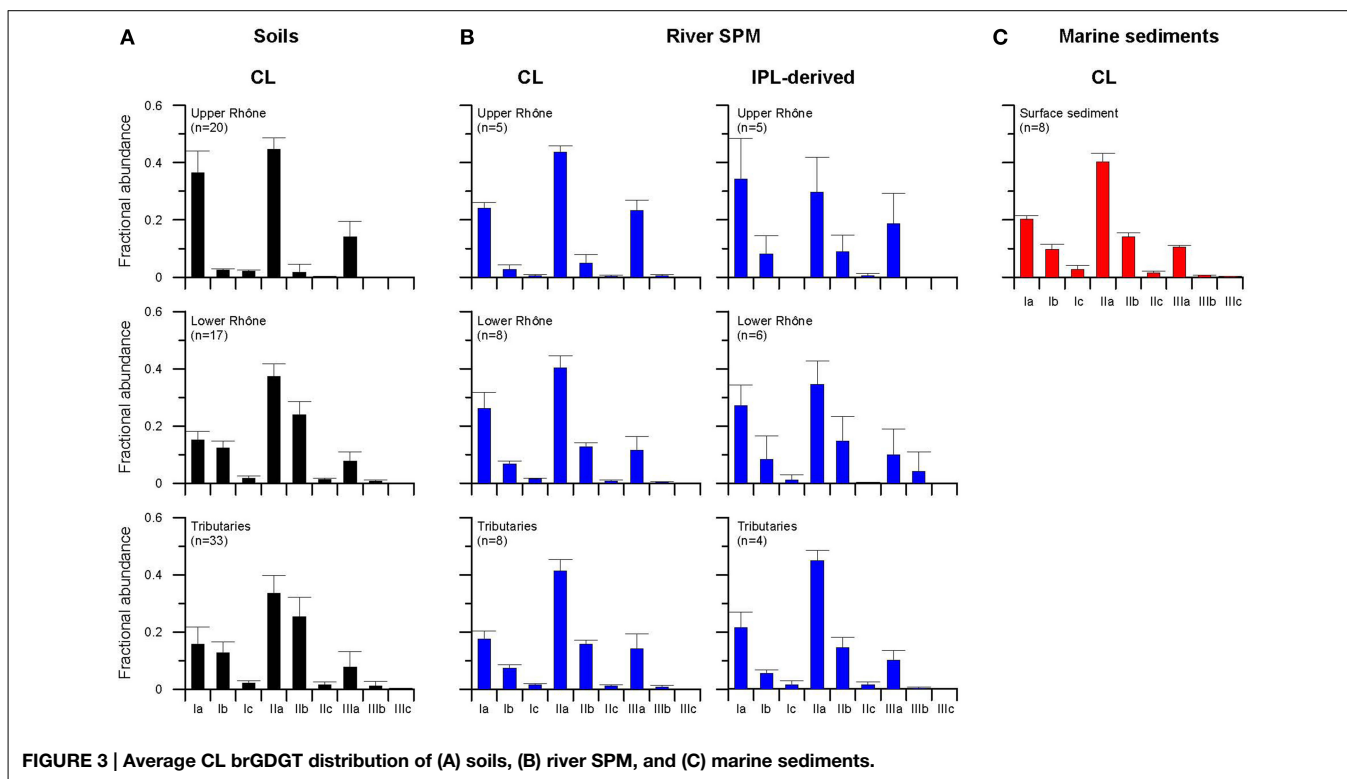 A Soils
B River SPM
C Marine sediments
CL
CL
IPL-derived
CL
Fractional abundance
0.6
0.4
0.2
0
Upper Rhône
(n=20)
Upper Rhône
(n=5)
Upper Rhône
(n=5)
Surface sediment
(n=8)
Ia Ib Ic IIa IIb IIc IIIa IIIb IIIc
Fractional abundance
0.6
0.4
0.2
0
Lower Rhône
(n=17)
Lower Rhône
(n=8)
Lower Rhône
(n=6)
Fractional abundance
0.6
0.4
0.2
0
Tributaries
(n=33)
Tributaries
(n=8)
Tributaries
(n=4)
Ia Ib Ic IIa IIb IIc IIIa IIIb IIIc
Ia Ib Ic IIa IIb IIc IIIa IIIb IIIc
Ia Ib Ic IIa IIb IIc IIIa IIIb IIIc
FIGURE 3 | Average CL brGDGT distribution of (A) soils, (B) river SPM, and (C) marine sediments.